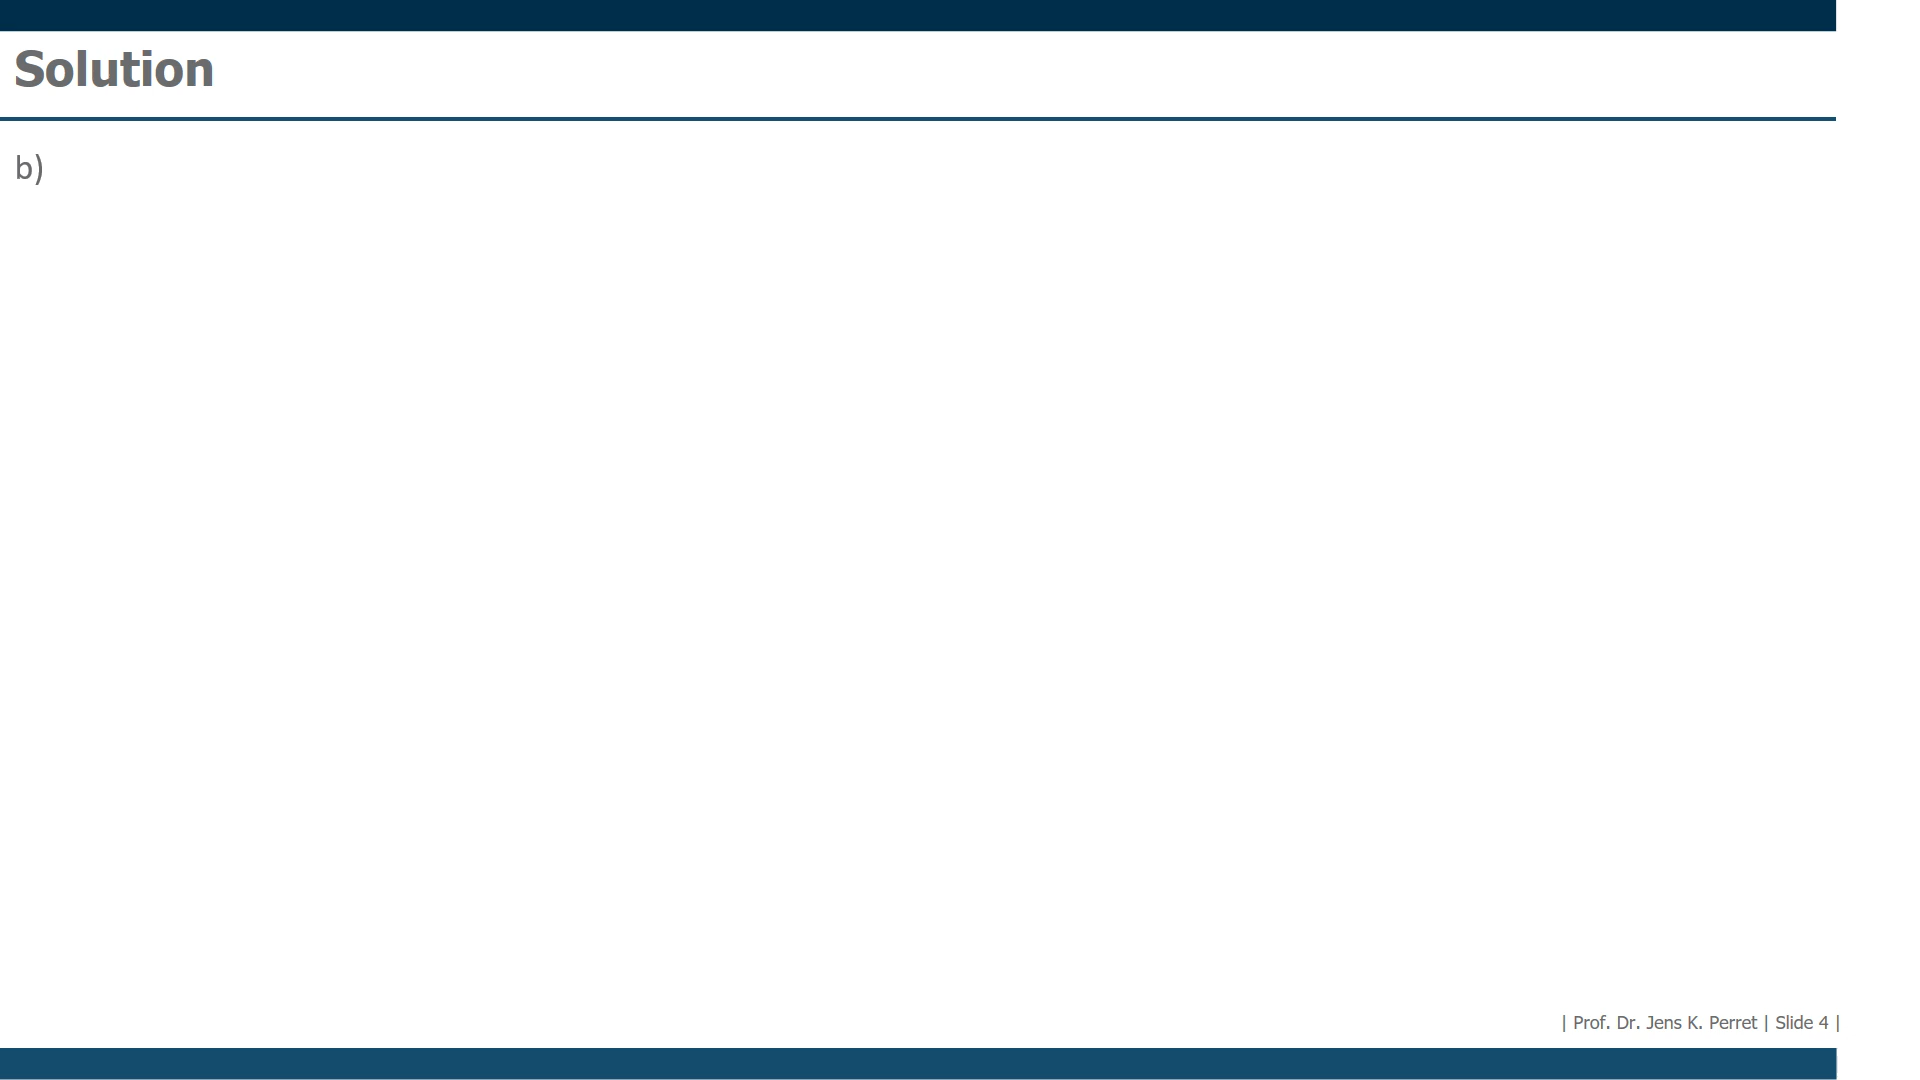 Solution
b)
| Prof. Dr. Jens K. Perret | Slide 4 |